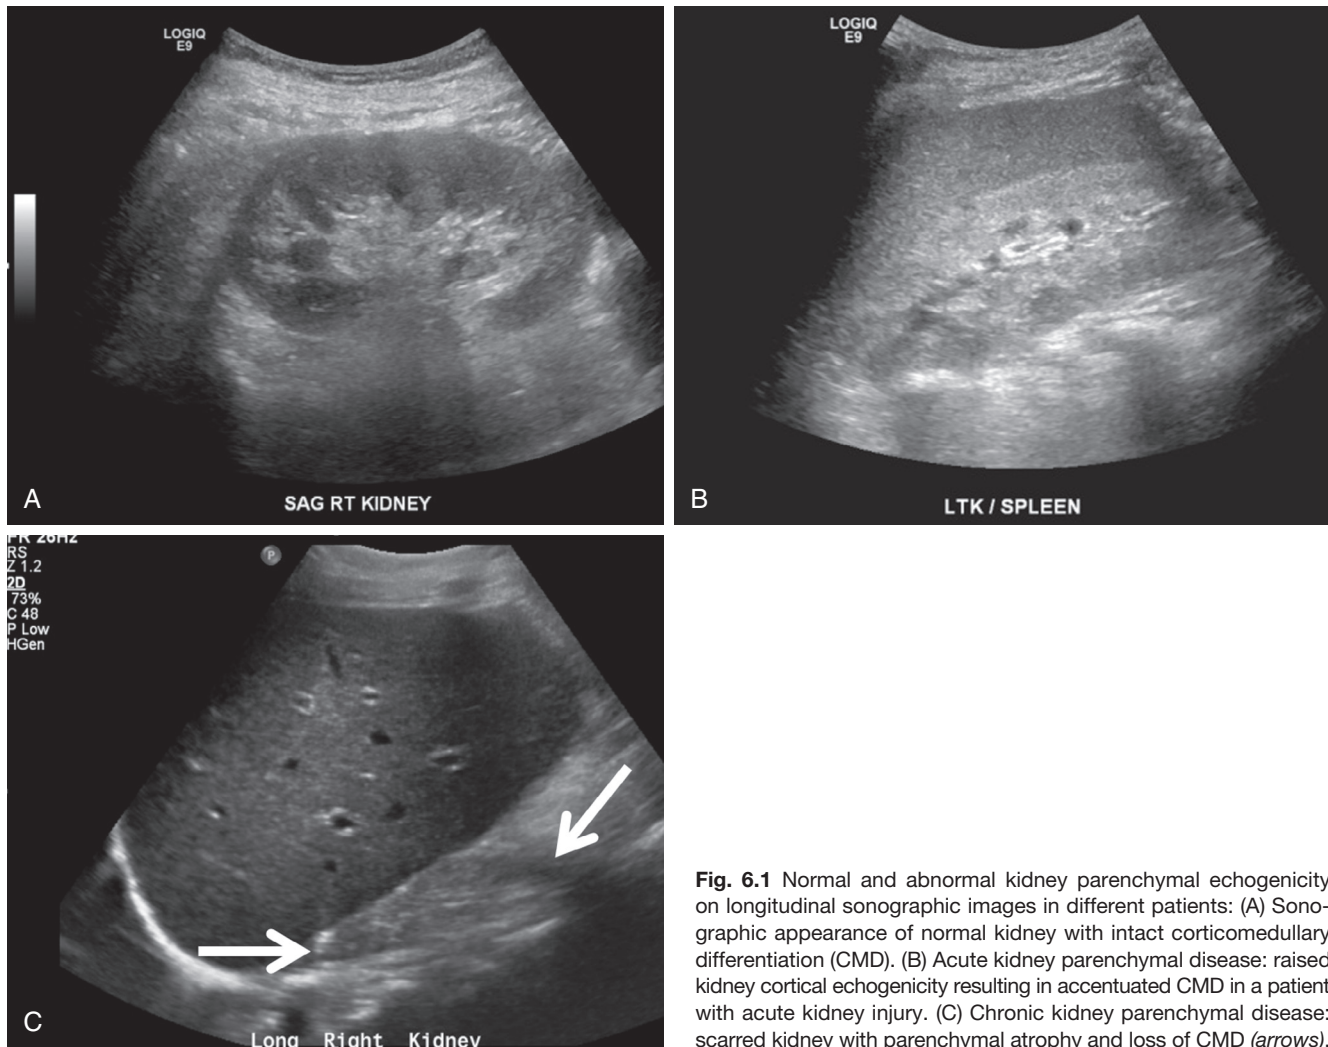 LOGIQ
E9
A
SAG RT KIDNEY
LOGIQ
E9
B
LTK / SPLEEN
FR 26Hz
RS
Z 1.2
2D
73%
C 48
P Low
HGen
P
C
Long Right Kidney
Fig. 6.1 Normal and abnormal kidney parenchymal echogenicity
on longitudinal sonographic images in different patients: (A) Sono-
graphic appearance of normal kidney with intact corticomedullary
differentiation (CMD). (B) Acute kidney parenchymal disease: raised
kidney cortical echogenicity resulting in accentuated CMD in a patient
with acute kidney injury. (C) Chronic kidney parenchymal disease:
scarred kidney with parenchymal atrophy and loss of CMD (arrows).